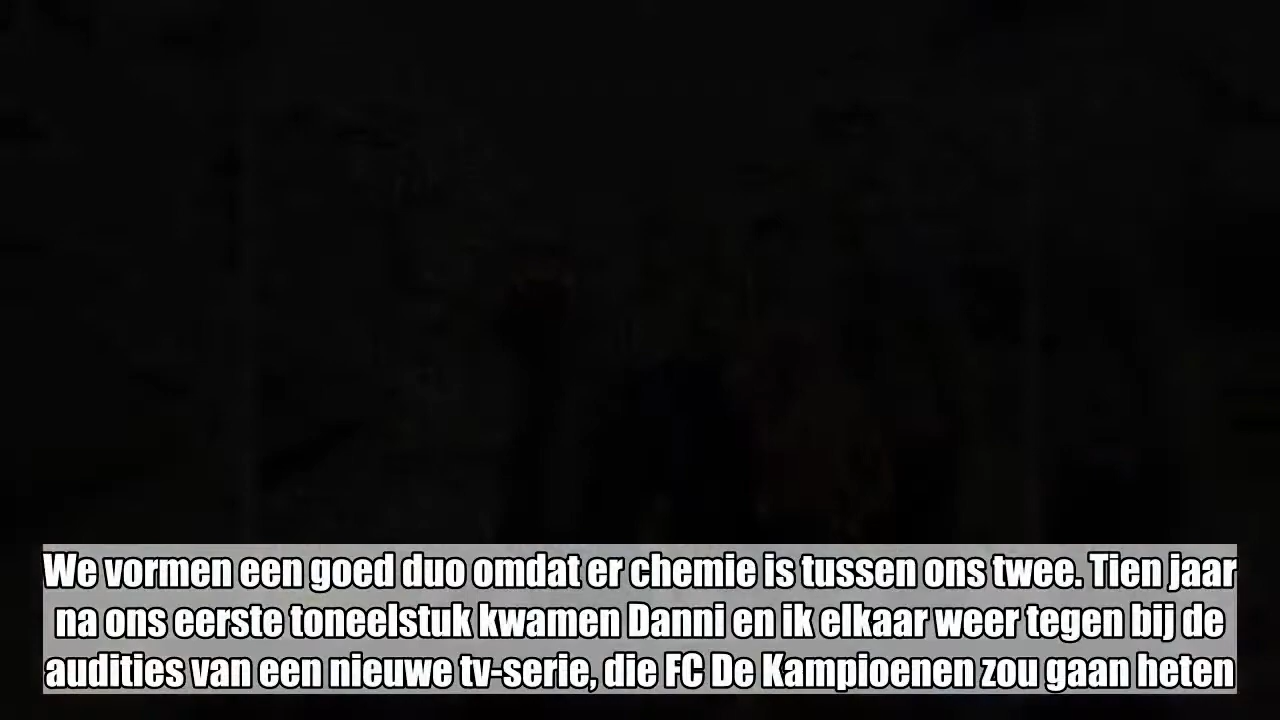 We vormen een goed duo omdat er chemie is tussen ons twee. Tien jaar
na ons eerste toneelstuk kwamen Danni en ik elkaar weer tegen bij de
audities van een nieuwe tv-serie, die FC De Kampioenen zou gaan heten